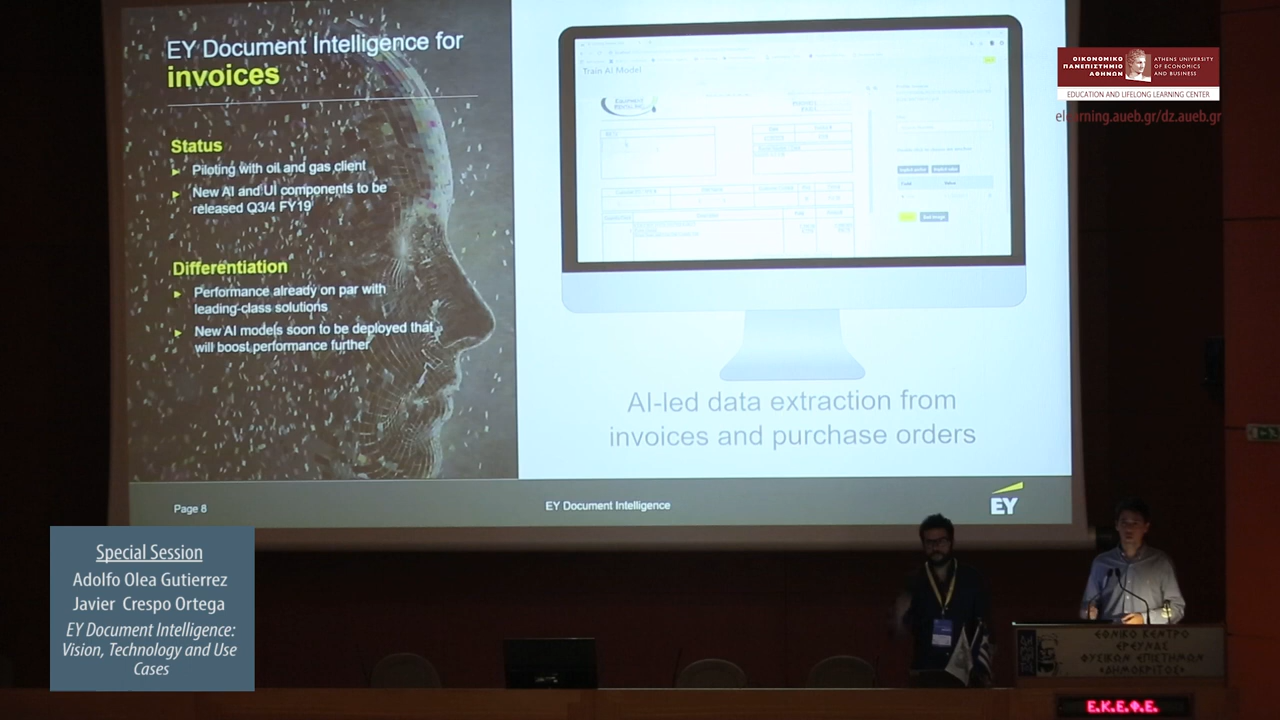 EY Document Intelligence for
invoices
Status
Piloting with oil and gas client
New AI and UI components to be
released Q3/4 FY19
Differentiation
Performance already on par with
leading-class solutions
New AI models soon to be deployed that
will boost performance further
Train AI Model
AI-led data extraction from
invoices and purchase orders
Page 8
EY Document Intelligence
EY
ΟΙΚΟΝΟΜΙΚΟ
ΠΑΝΕΠΙΣΤΗΜΙΟ
ΑΘΗΝΩΝ
ATHENS UNIVERSITY
OF ECONOMICS
AND BUSINESS
EDUCATION AND LIFELONG LEARNING CENTER
elearning.aueb.gr/dz.aueb.gr
Special Session
Adolfo Olea Gutierrez
Javier Crespo Ortega
EY Document Intelligence:
Vision, Technology and Use
Cases
ΕΘΝΙΚΟ ΚΕΝΤΡΟ
ΕΡΕΥΝΑΣ
ΦΥΣΙΚΩΝ ΕΠΙΣΤΗΜΩΝ
«ΔΗΜΟΚΡΙΤΟΣ»
Ε.Κ.Ε.Φ.Ε.